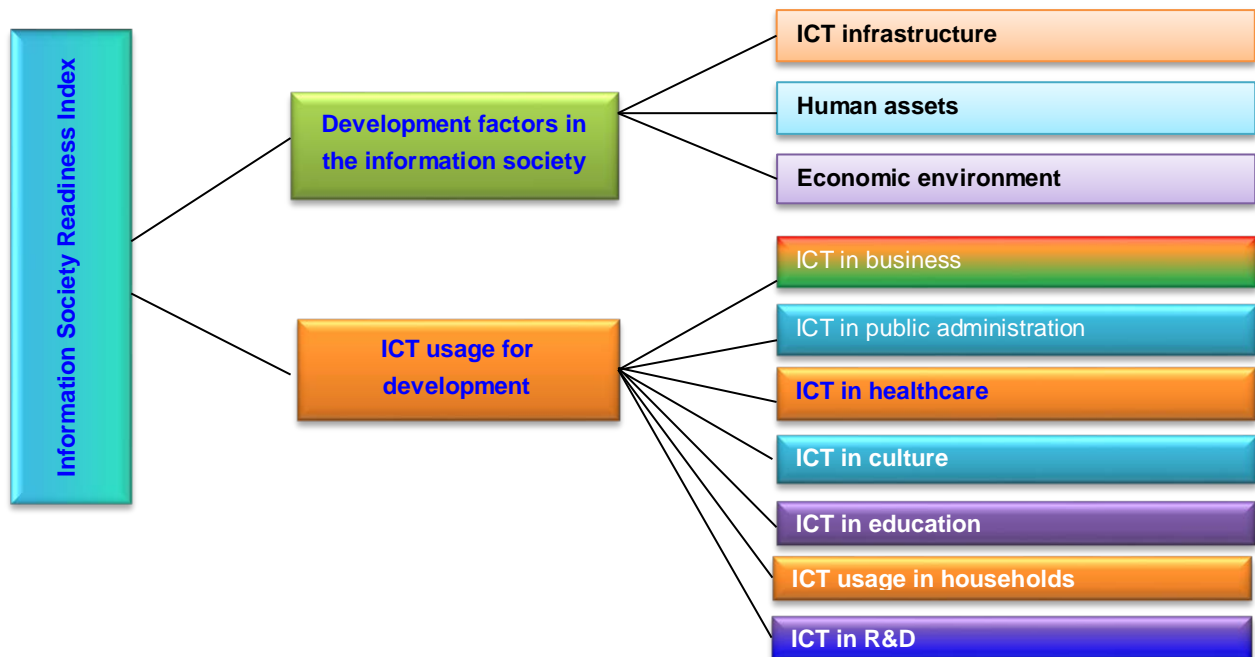 Information Society Readiness Index
Development factors in
the information society
ICT infrastructure
Human assets
Economic environment
ICT usage for
development
ICT in business
ICT in public administration
ICT in healthcare
ICT in culture
ICT in education
ICT usage in households
ICT in R&D